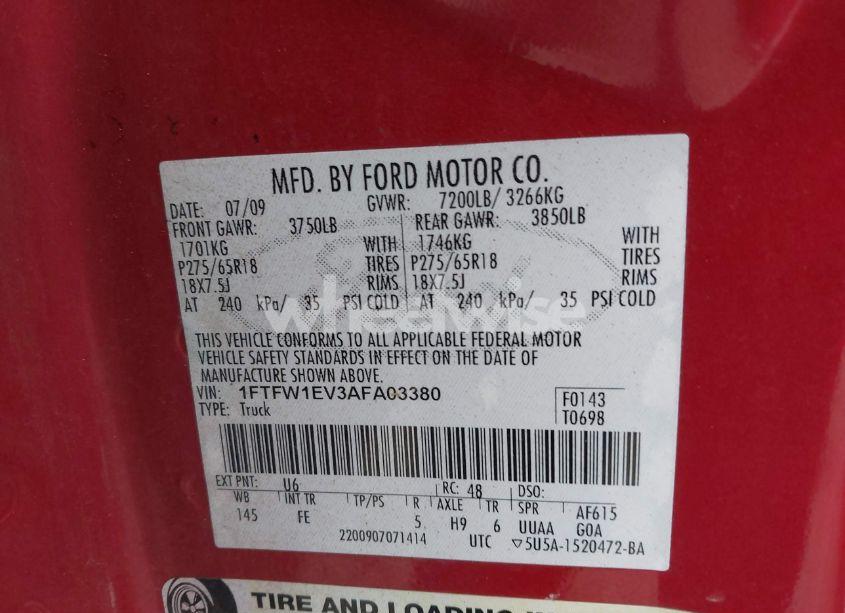 MFD. BY FORD MOTOR CO.
DATE: 07/09 GVWR: 7200LB/ 3266KG
FRONT GAWR: 3750LB REAR GAWR: 3850LB
1701KG WITH 1746KG WITH
P275/65R18 TIRES P275/65R18 TIRES
18X7.5J RIMS 18X7.5J RIMS
AT 240 kPa/ 35 PSI COLD AT 240 kPa/ 35 PSI COLD
THIS VEHICLE CONFORMS TO ALL APPLICABLE FEDERAL MOTOR
VEHICLE SAFETY STANDARDS IN EFFECT ON THE DATE OF
MANUFACTURE SHOWN ABOVE.
VIN: 1FTFW1EV3AFA03380 F0143
TYPE: Truck T0698
EXT PNT: U6 RC: 48 DSO:
WB INT TR TP/PS R AXLE TR SPR AF615
145 FE 5 H9 6 UUAA GOA
2200907071414 UTC ▽5U5A-1520472-BA
TIRE AND LOADING
wheelwise